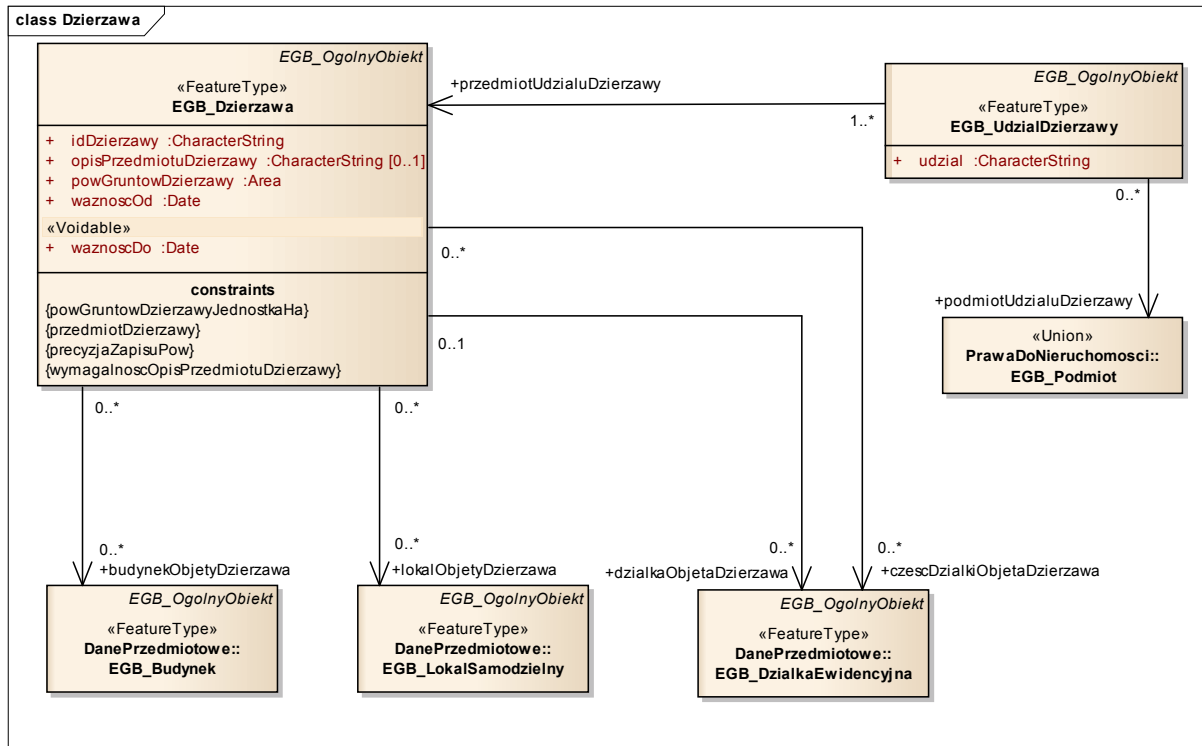 class Dzierzawa
EGB_OgolnyObiekt
«FeatureType»
EGB_Dzierzawa
+ idDzierzawy :CharacterString
+ opisPrzedmiotuDzierzawy :CharacterString [0..1]
+ powGruntowDzierzawy :Area
+ waznoscOd :Date
«Voidable»
+ waznoscDo :Date
constraints
{powGruntowDzierzawyJednostkaHa}
{przedmiotDzierzawy}
{precyzjaZapisuPow}
{wymagalnoscOpisPrzedmiotuDzierzawy}
+przedmiotUdzialuDzierzawy
1..*
EGB_OgolnyObiekt
«FeatureType»
EGB_UdzialDzierzawy
+ udzial :CharacterString
0..*
+podmiotUdzialuDzierzawy
«Union»
PrawaDoNieruchomosci::
EGB_Podmiot
0..*
0..1
0..*
0..*
0..*
+budynekObjetyDzierzawa
0..*
+lokalObjetyDzierzawa
0..*
+dzialkaObjetaDzierzawa
0..*
+czescDzialkiObjetaDzierzawa
EGB_OgolnyObiekt
«FeatureType»
DanePrzedmiotowe::
EGB_Budynek
EGB_OgolnyObiekt
«FeatureType»
DanePrzedmiotowe::
EGB_LokalSamodzielny
EGB_OgolnyObiekt
«FeatureType»
DanePrzedmiotowe::
EGB_DzialkaEwidencyjna